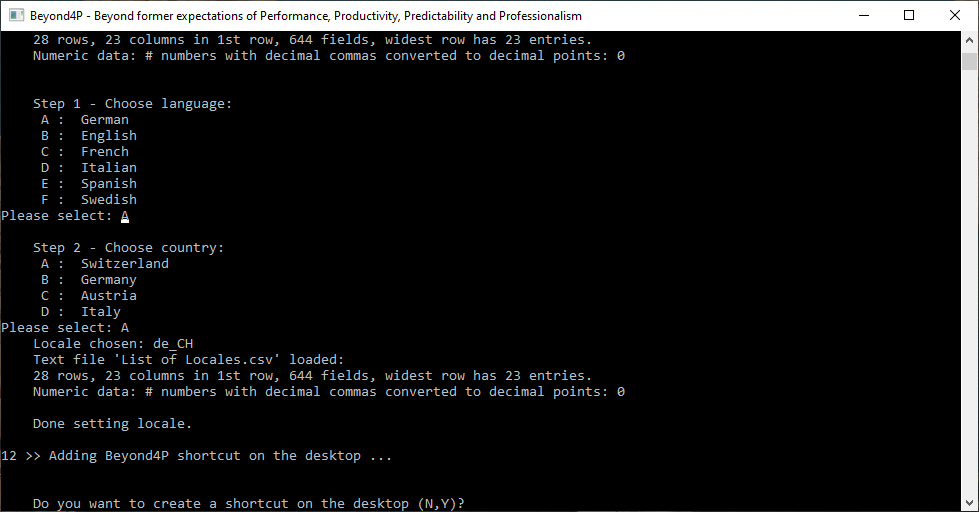 Beyond4P - Beyond former expectations of Performance, Productivity, Predictability and Professionalism
28 rows, 23 columns in 1st row, 644 fields, widest row has 23 entries.
Numeric data: # numbers with decimal commas converted to decimal points: 0
Step 1 - Choose language:
A :  German
B :  English
C :  French
D :  Italian
E :  Spanish
F :  Swedish
Please select: A
Step 2 - Choose country:
A :  Switzerland
B :  Germany
C :  Austria
D :  Italy
Please select: A
Locale chosen: de_CH
Text file 'List of Locales.csv' loaded:
28 rows, 23 columns in 1st row, 644 fields, widest row has 23 entries.
Numeric data: # numbers with decimal commas converted to decimal points: 0
Done setting locale.
12 >> Adding Beyond4P shortcut on the desktop ...
Do you want to create a shortcut on the desktop (N,Y)?